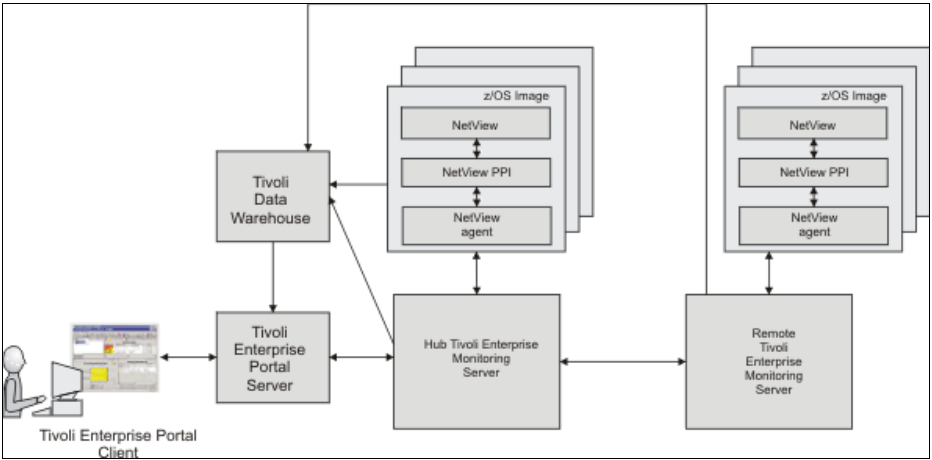 z/OS Image
NetView
NetView PPI
NetView
agent
z/OS Image
NetView
NetView PPI
NetView
agent
Tivoli
Data
Warehouse
Tivoli
Enterprise
Portal
Server
Hub Tivoli Enterprise
Monitoring
Server
Remote
Tivoli
Enterprise
Monitoring
Server
Tivoli Enterprise Portal
Client